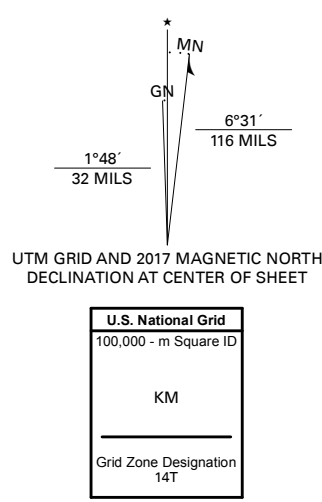 ★
MN
GN
6°31´
116 MILS
1°48´
32 MILS
UTM GRID AND 2017 MAGNETIC NORTH
DECLINATION AT CENTER OF SHEET
U.S. National Grid
100,000 - m Square ID
KM
Grid Zone Designation
14T